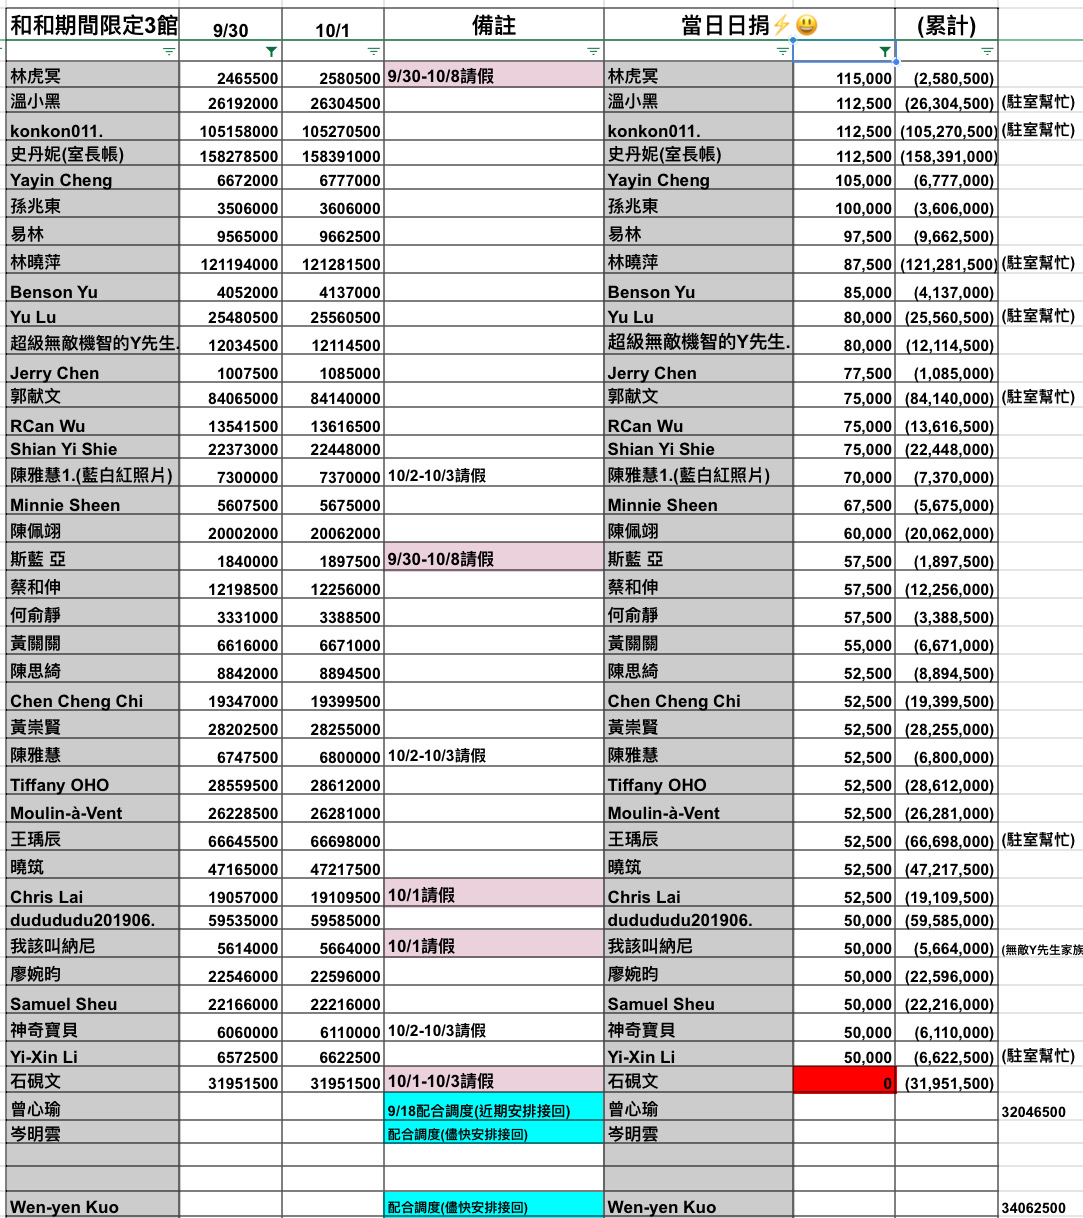 和和期間限定3館 9/30 10/1 備註 當日日捐⚡😃 (累計)
林虎冥 2465500 2580500 9/30-10/8請假 林虎冥 115,000 (2,580,500)
溫小黑 26192000 26304500 溫小黑 112,500 (26,304,500) (駐室幫忙)
konkon011. 105158000 105270500 konkon011. 112,500 (105,270,500) (駐室幫忙)
史丹妮(室長帳) 158278500 158391000 史丹妮(室長帳) 112,500 (158,391,000)
Yayin Cheng 6672000 6777000 Yayin Cheng 105,000 (6,777,000)
孫兆東 3506000 3606000 孫兆東 100,000 (3,606,000)
易林 9565000 9662500 易林 97,500 (9,662,500)
林曉萍 121194000 121281500 林曉萍 87,500 (121,281,500) (駐室幫忙)
Benson Yu 4052000 4137000 Benson Yu 85,000 (4,137,000)
Yu Lu 25480500 25560500 Yu Lu 80,000 (25,560,500) (駐室幫忙)
超級無敵機智的Y先生. 12034500 12114500 超級無敵機智的Y先生. 80,000 (12,114,500)
Jerry Chen 1007500 1085000 Jerry Chen 77,500 (1,085,000)
郭献文 84065000 84140000 郭献文 75,000 (84,140,000) (駐室幫忙)
RCan Wu 13541500 13616500 RCan Wu 75,000 (13,616,500)
Shian Yi Shie 22373000 22448000 Shian Yi Shie 75,000 (22,448,000)
陳雅慧1.(藍白紅照片) 7300000 7370000 10/2-10/3請假 陳雅慧1.(藍白紅照片) 70,000 (7,370,000)
Minnie Sheen 5607500 5675000 Minnie Sheen 67,500 (5,675,000)
陳佩翊 20002000 20062000 陳佩翊 60,000 (20,062,000)
斯藍 亞 1840000 1897500 9/30-10/8請假 斯藍 亞 57,500 (1,897,500)
蔡和伸 12198500 12256000 蔡和伸 57,500 (12,256,000)
何俞靜 3331000 3388500 何俞靜 57,500 (3,388,500)
黃關關 6616000 6671000 黃關關 55,000 (6,671,000)
陳思綺 8842000 8894500 陳思綺 52,500 (8,894,500)
Chen Cheng Chi 19347000 19399500 Chen Cheng Chi 52,500 (19,399,500)
黃崇賢 28202500 28255000 黃崇賢 52,500 (28,255,000)
陳雅慧 6747500 6800000 10/2-10/3請假 陳雅慧 52,500 (6,800,000)
Tiffany OHO 28559500 28612000 Tiffany OHO 52,500 (28,612,000)
Moulin-à-Vent 26228500 26281000 Moulin-à-Vent 52,500 (26,281,000)
王瑀辰 66645500 66698000 王瑀辰 52,500 (66,698,000) (駐室幫忙)
曉筑 47165000 47217500 曉筑 52,500 (47,217,500)
Chris Lai 19057000 19109500 10/1請假 Chris Lai 52,500 (19,109,500)
dudududu201906. 59535000 59585000 dudududu201906. 50,000 (59,585,000)
我該叫納尼 5614000 5664000 10/1請假 我該叫納尼 50,000 (5,664,000) (無敵Y先生家族
廖婉昀 22546000 22596000 廖婉昀 50,000 (22,596,000)
Samuel Sheu 22166000 22216000 Samuel Sheu 50,000 (22,216,000)
神奇寶貝 6060000 6110000 10/2-10/3請假 神奇寶貝 50,000 (6,110,000)
Yi-Xin Li 6572500 6622500 Yi-Xin Li 50,000 (6,622,500) (駐室幫忙)
石硯文 31951500 31951500 10/1-10/3請假 石硯文 0 (31,951,500)
曾心瑜 9/18配合調度(近期安排接回) 曾心瑜 32046500
岑明雲 配合調度(儘快安排接回) 岑明雲
Wen-yen Kuo 配合調度(儘快安排接回) Wen-yen Kuo 34062500